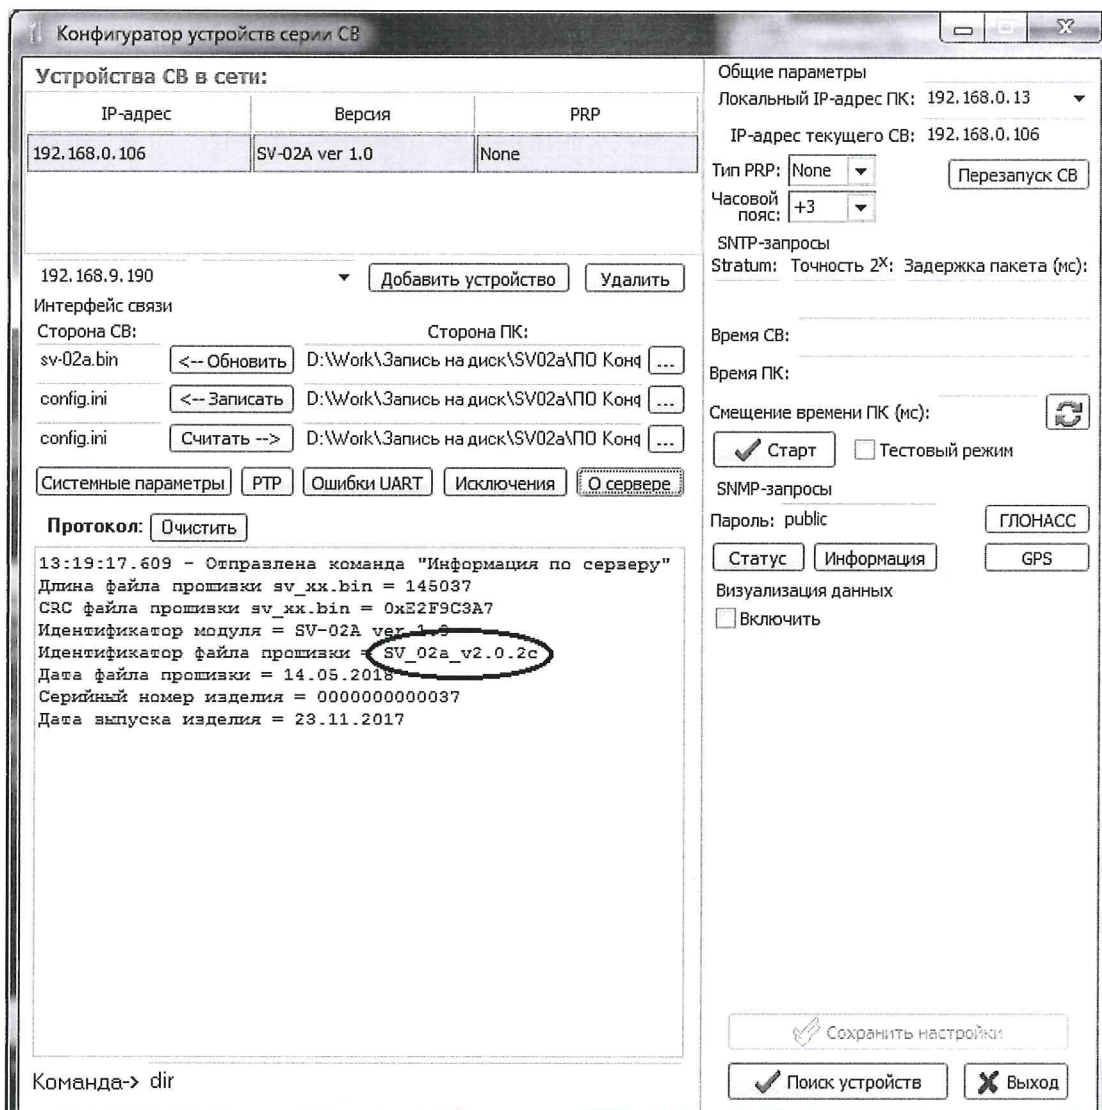 Конфигуратор устройств серии СВ
Устройства СВ в сети:
IP-адрес Версия PRP
192.168.0.106 SV-02A ver 1.0 None
192.168.9.190 Добавить устройство Удалить
Интерфейс связи
Сторона СВ: Сторона ПК:
sv-02a.bin <-- Обновить D:\Work\Запись на диск\SV02a\ПО Конф ...
config.ini <-- Записать D:\Work\Запись на диск\SV02a\ПО Конф ...
config.ini Считать --> D:\Work\Запись на диск\SV02a\ПО Конф ...
Системные параметры PTP Ошибки UART Исключения О сервере
Протокол: Очистить
13:19:17.609 - Отправлена команда "Информация по серверу"
Длина файла прошивки sv_xx.bin = 145037
CRC файла прошивки sv_xx.bin = 0xE2F9C3A7
Идентификатор модуля = SV-02A ver 1.0
Идентификатор файла прошивки = SV_02a_v2.0.2c
Дата файла прошивки = 14.05.2018
Серийный номер изделия = 0000000000037
Дата выпуска изделия = 23.11.2017
Команда-> dir
Общие параметры
Локальный IP-адрес ПК: 192.168.0.13
IP-адрес текущего СВ: 192.168.0.106
Тип PRP: None Перезапуск СВ
Часовой
пояс: +3
SNTP-запросы
Stratum: Точность 2ˣ: Задержка пакета (мс):
Время СВ:
Время ПК:
Смещение времени ПК (мс):
Старт Тестовый режим
SNMP-запросы
Пароль: public ГЛОНАСС
Статус Информация GPS
Визуализация данных
Включить
Сохранить настройки
Поиск устройств Выход